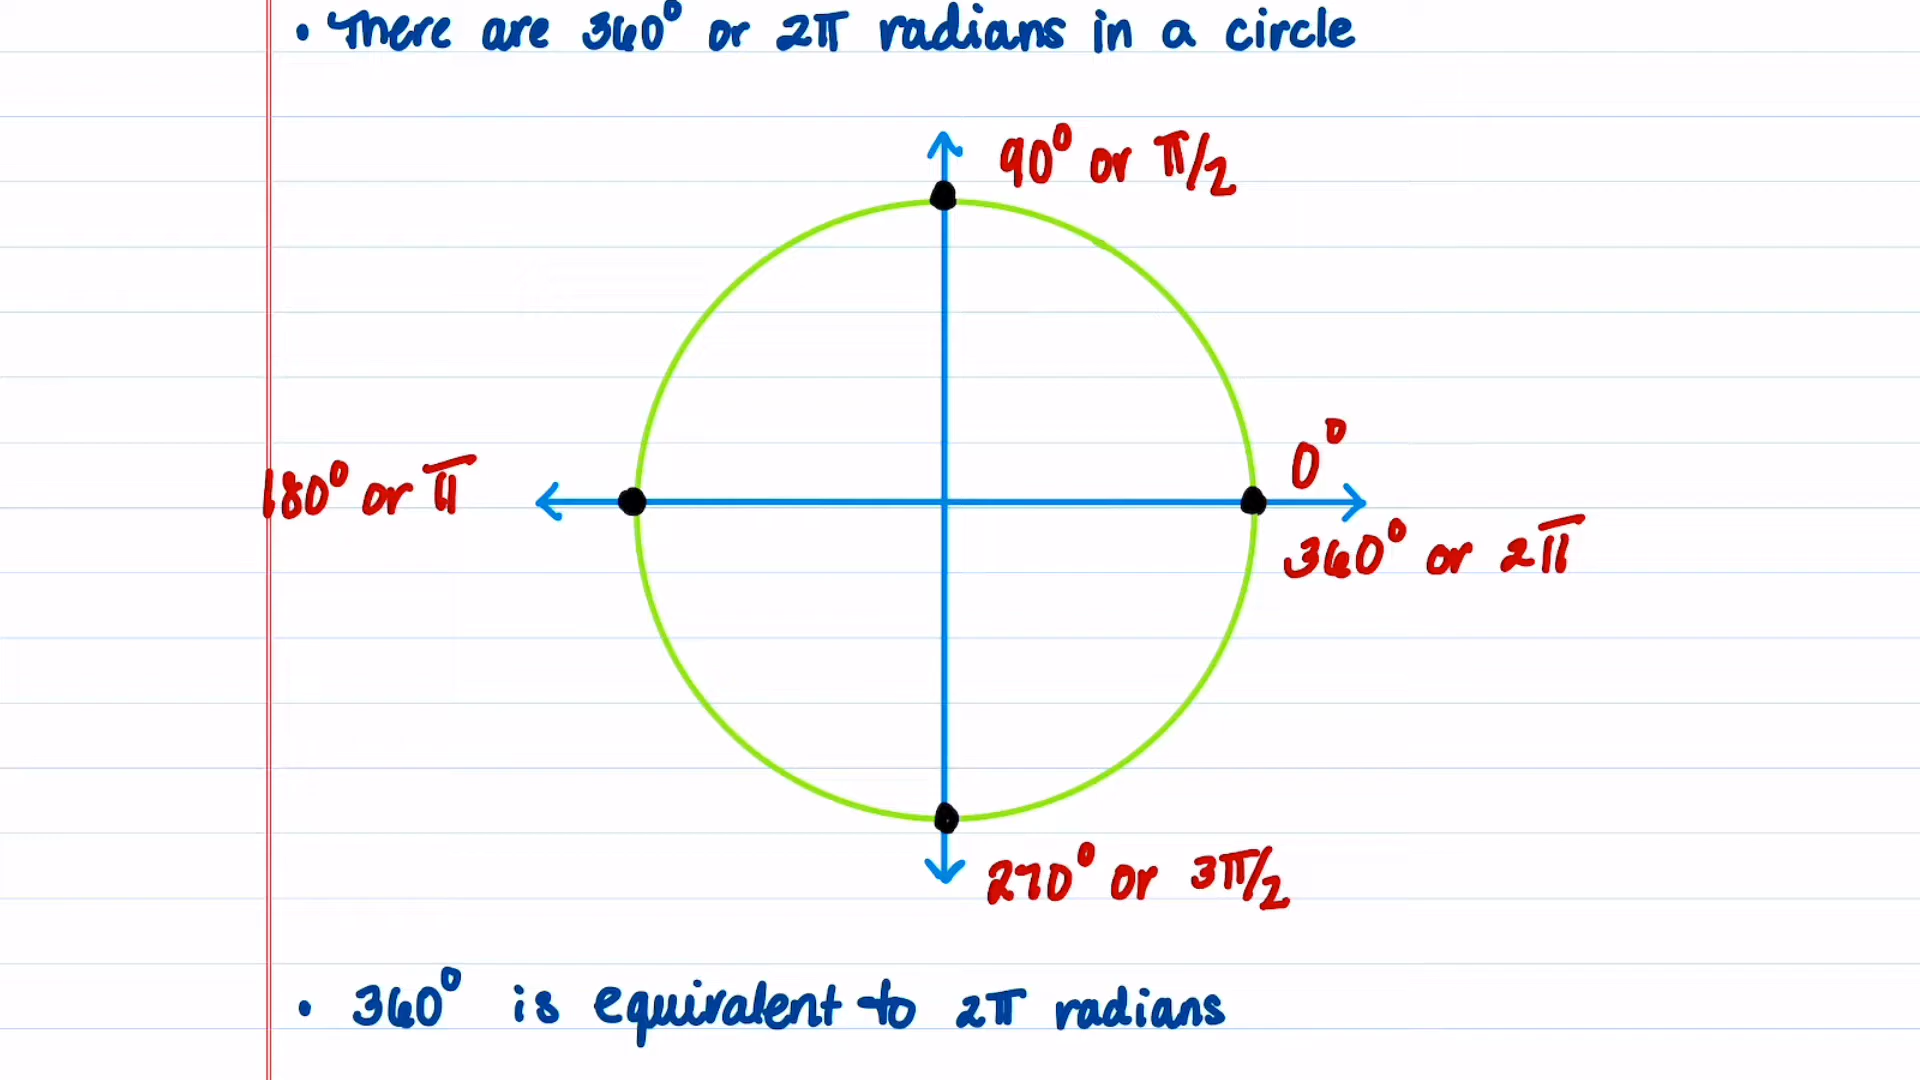 • There are 360° or 2π radians in a circle
90° or π/2
0°
180° or π
360° or 2π
270° or 3π/2
• 360° is equivalent to 2π radians